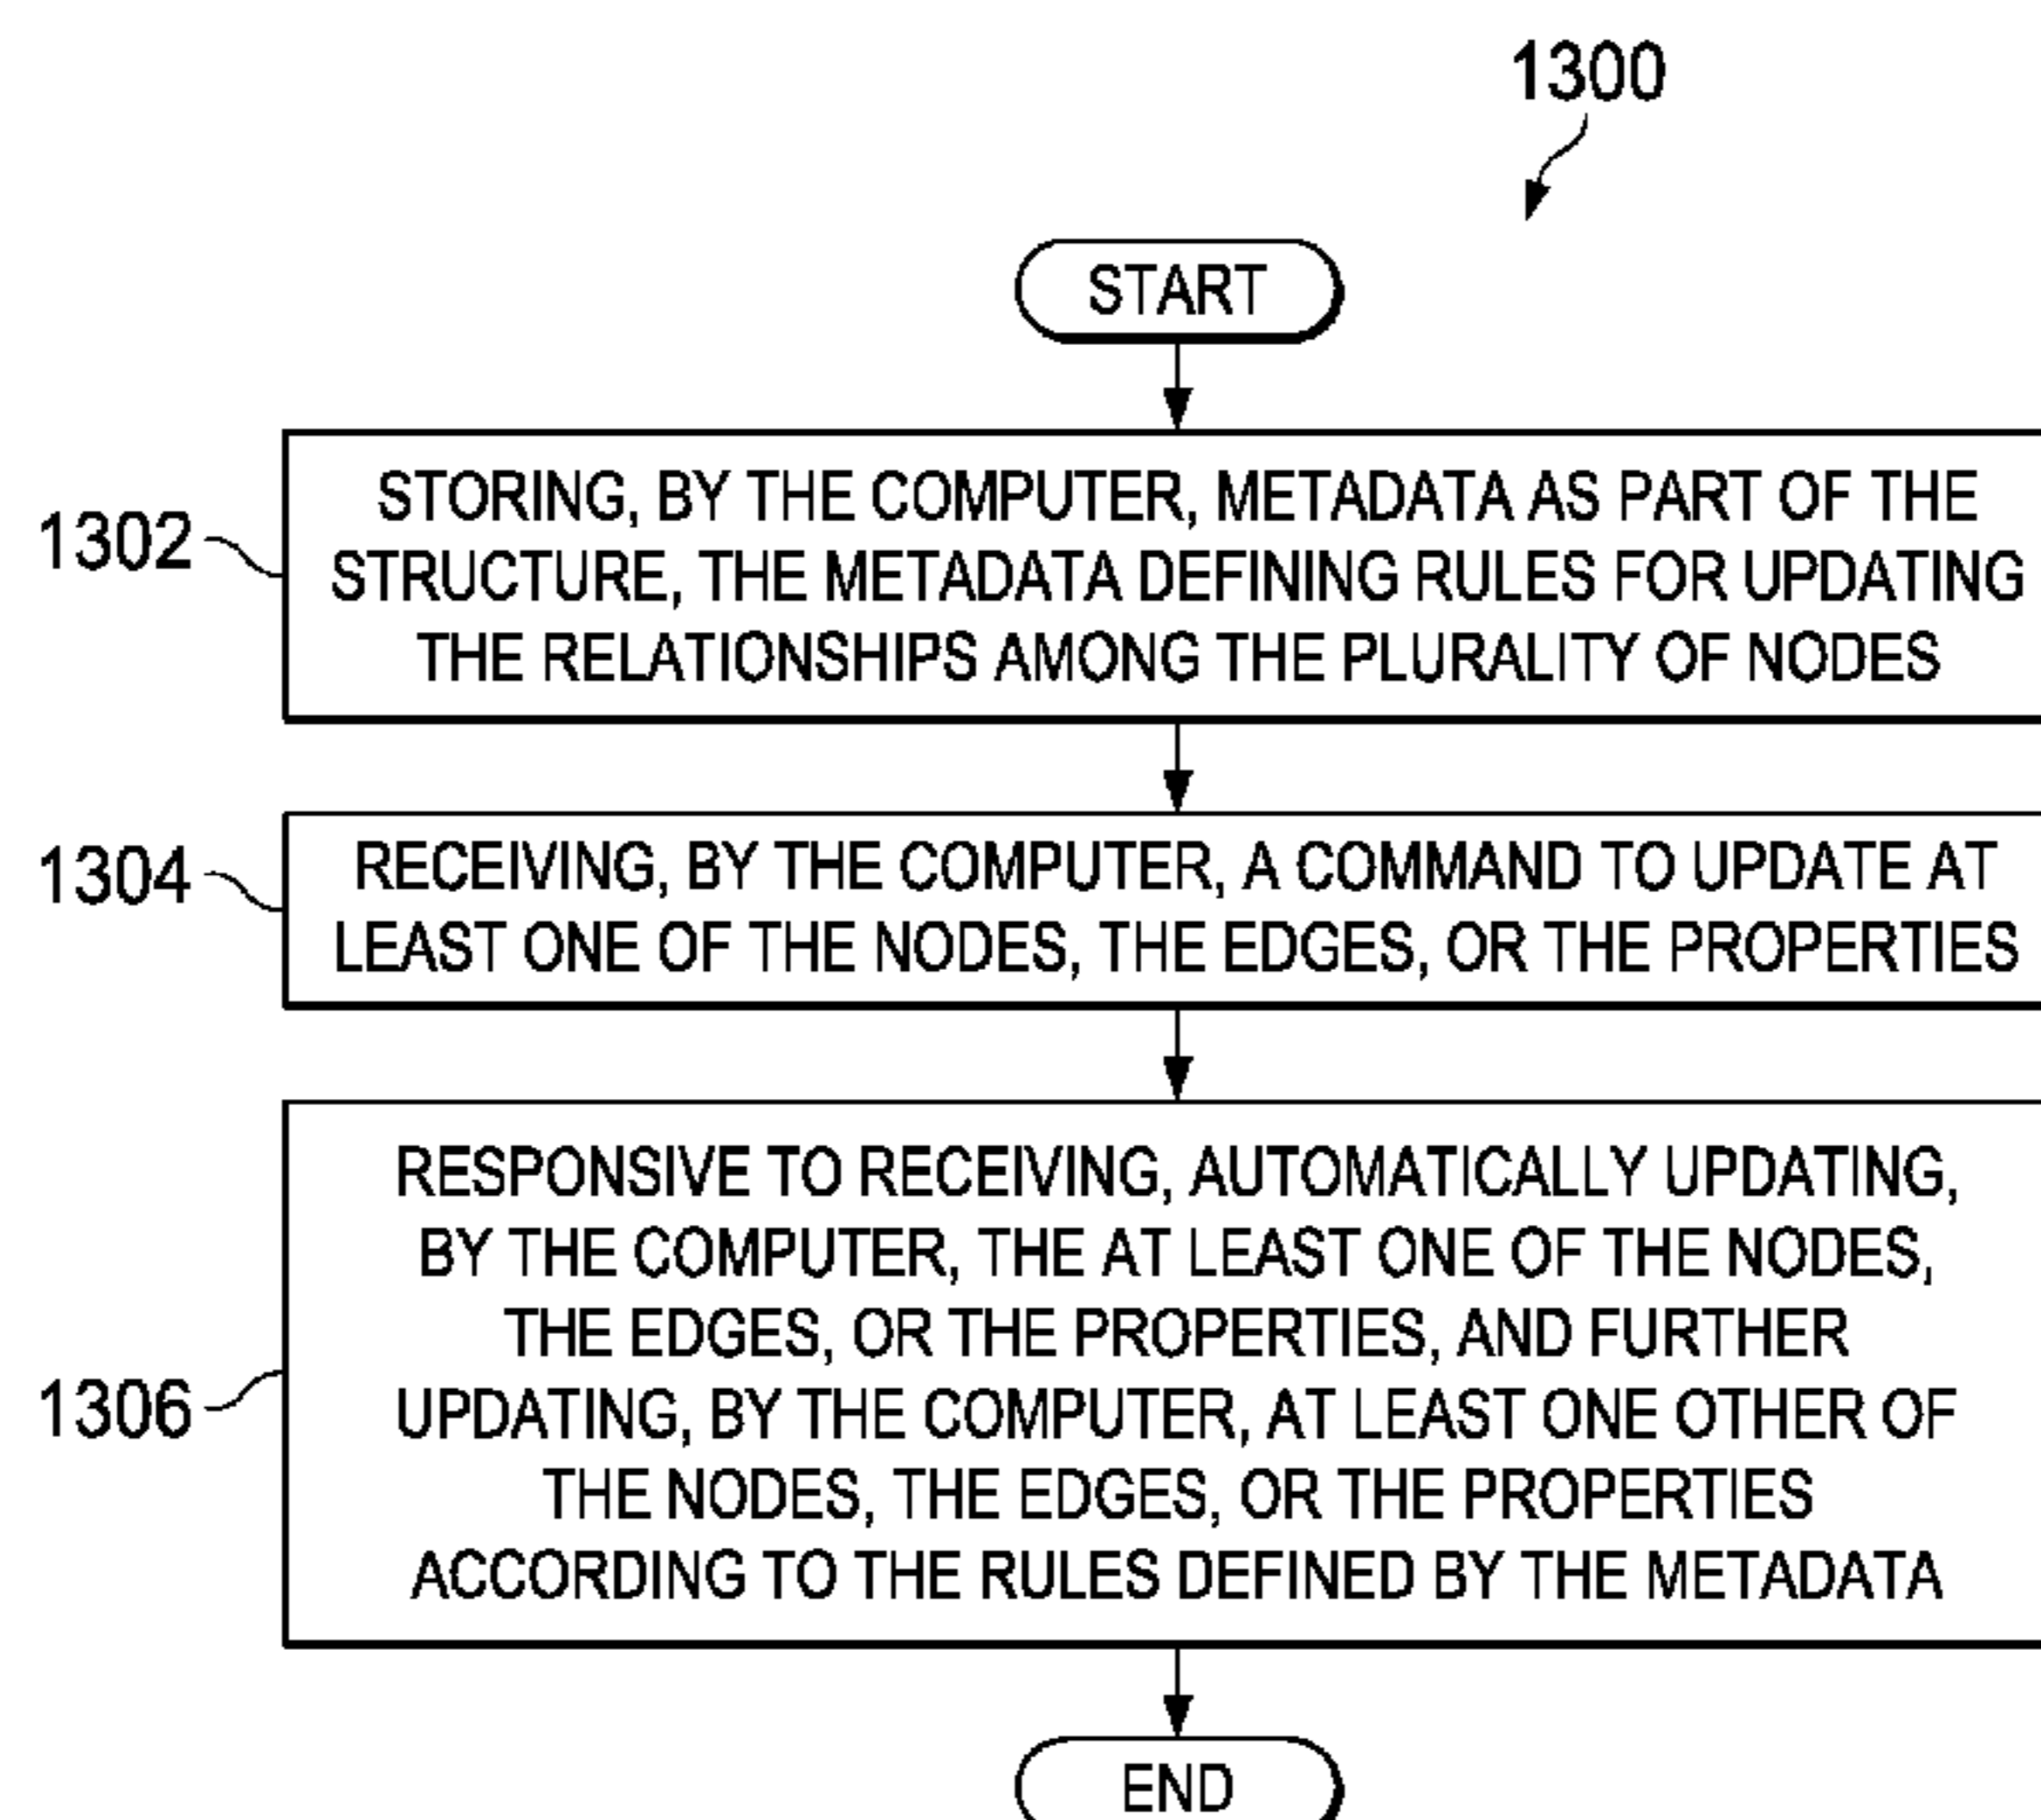 1300
START
1302
STORING, BY THE COMPUTER, METADATA AS PART OF THE
STRUCTURE, THE METADATA DEFINING RULES FOR UPDATING
THE RELATIONSHIPS AMONG THE PLURALITY OF NODES
1304
RECEIVING, BY THE COMPUTER, A COMMAND TO UPDATE AT
LEAST ONE OF THE NODES, THE EDGES, OR THE PROPERTIES
1306
RESPONSIVE TO RECEIVING, AUTOMATICALLY UPDATING,
BY THE COMPUTER, THE AT LEAST ONE OF THE NODES,
THE EDGES, OR THE PROPERTIES, AND FURTHER
UPDATING, BY THE COMPUTER, AT LEAST ONE OTHER OF
THE NODES, THE EDGES, OR THE PROPERTIES
ACCORDING TO THE RULES DEFINED BY THE METADATA
END